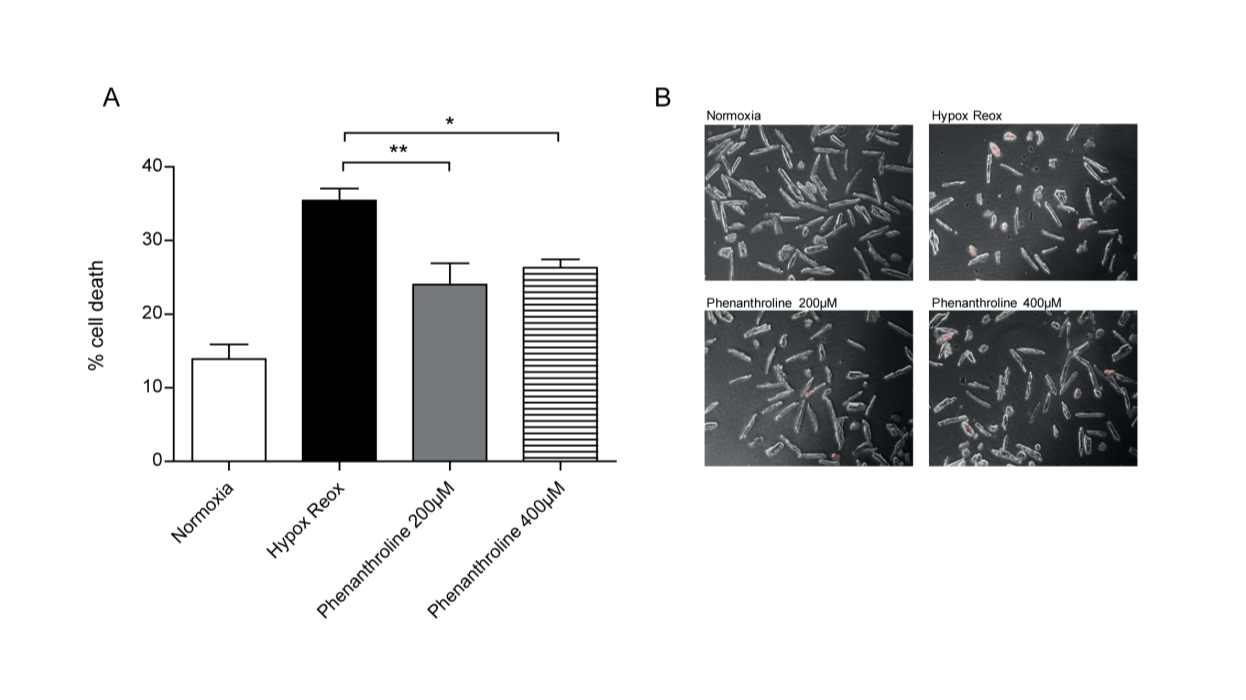 A
*
**
40
30
20
10
0
% cell death
Normoxia
Hypox Reox
Phenanthroline 200µM
Phenanthroline 400µM
B
Normoxia
Hypox Reox
Phenanthroline 200µM
Phenanthroline 400µM